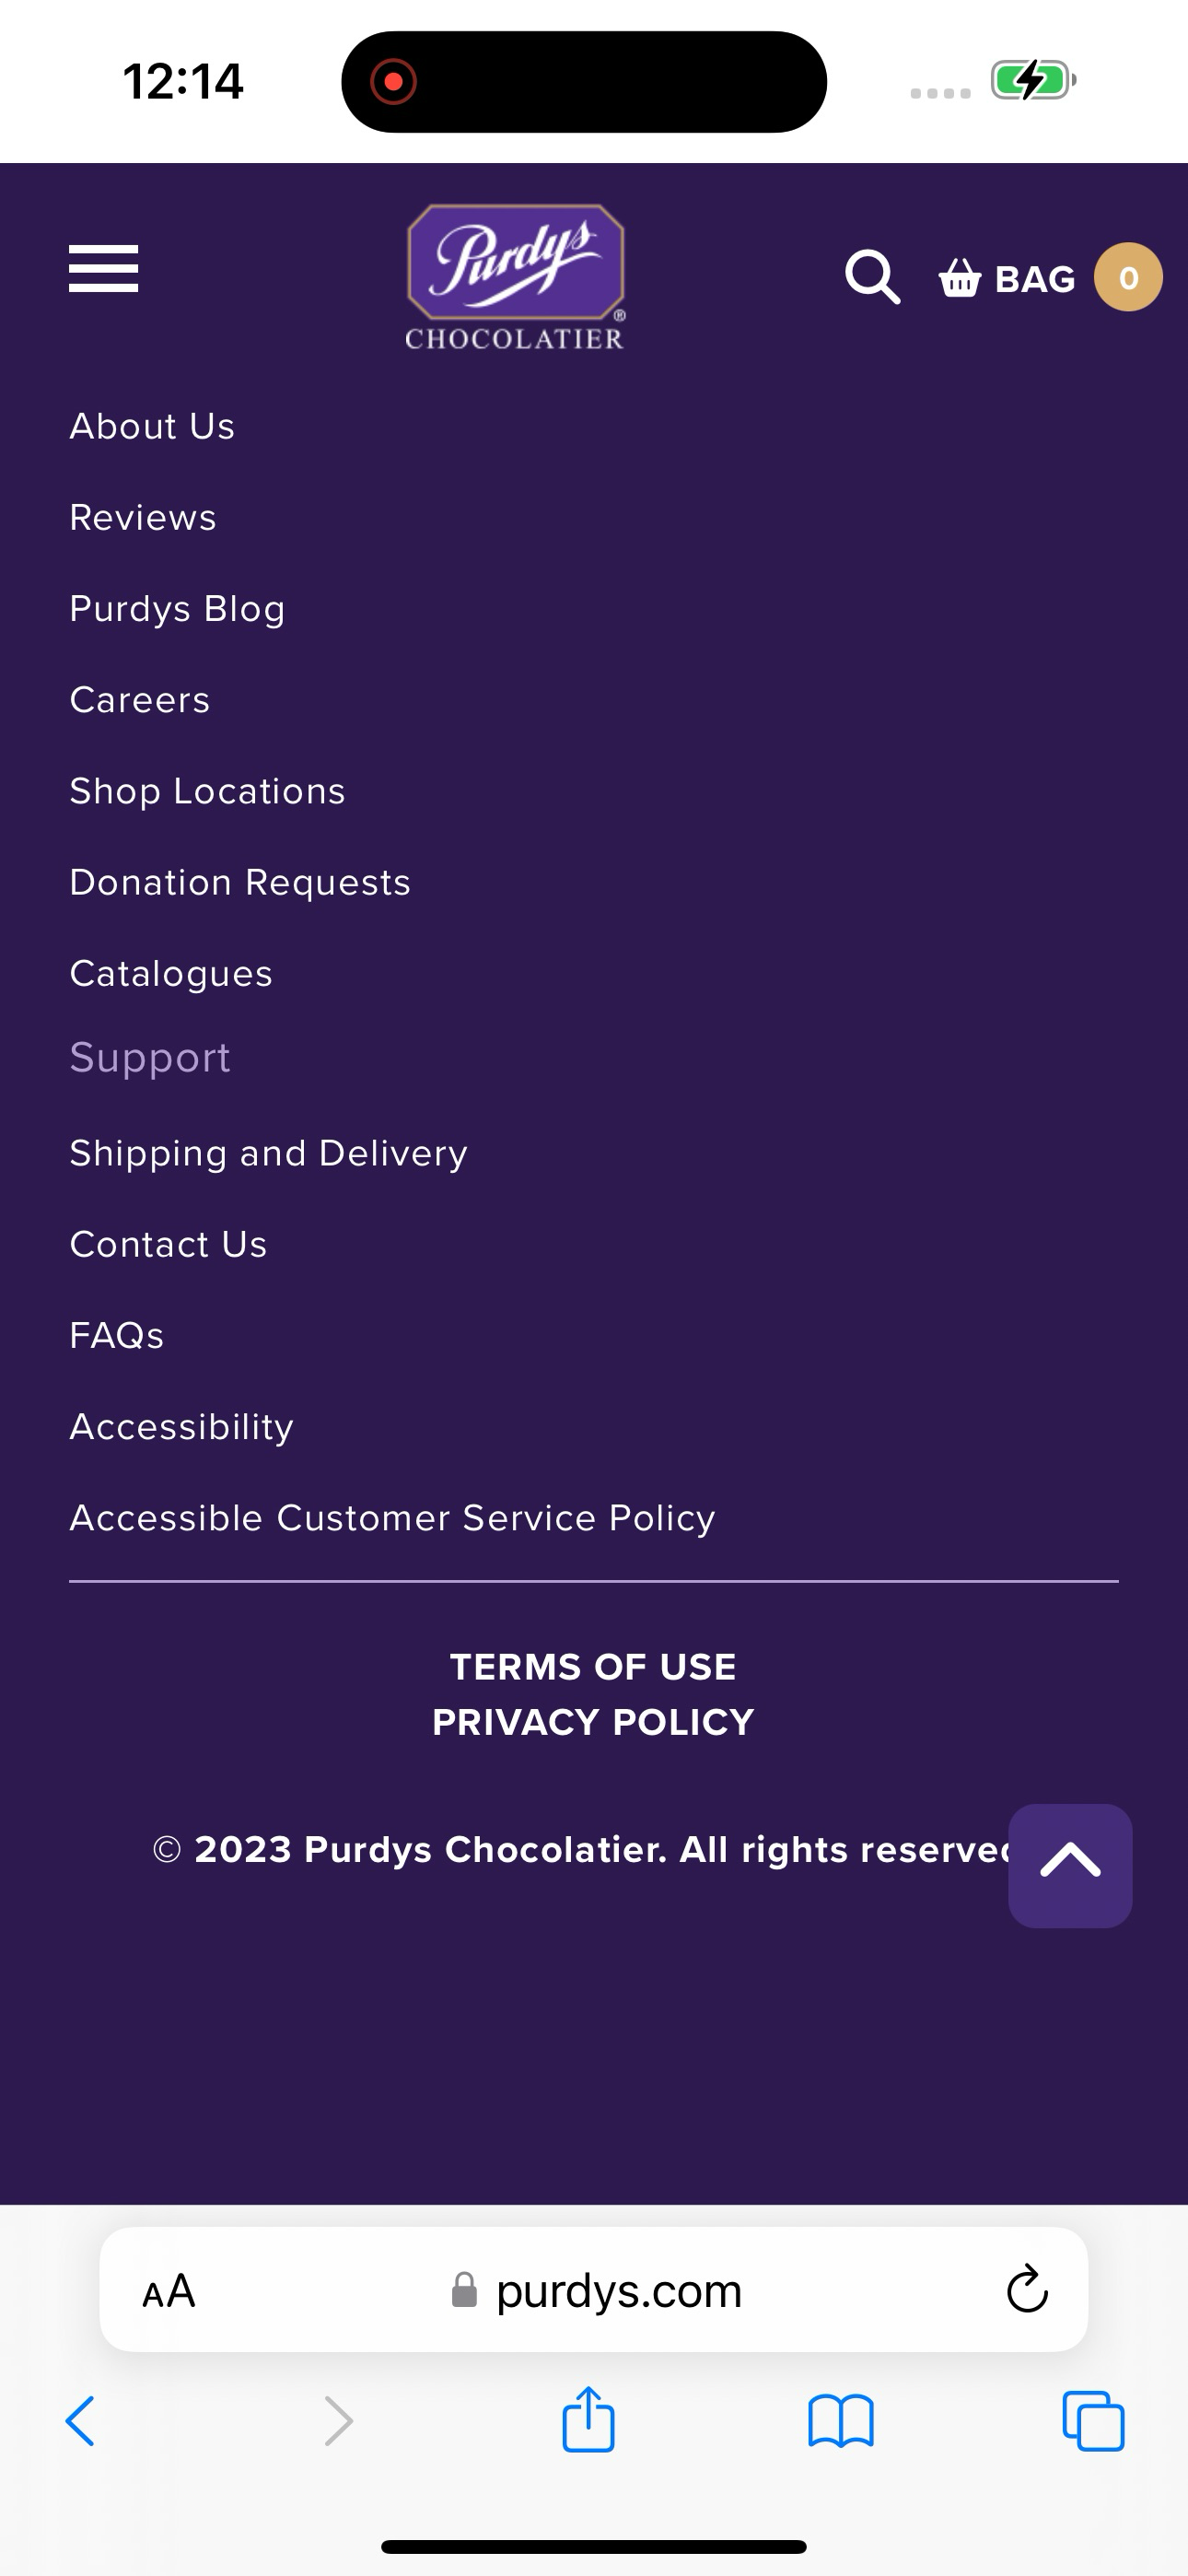 12:14
Purdys
®
CHOCOLATIER
BAG
0
About Us
Reviews
Purdys Blog
Careers
Shop Locations
Donation Requests
Catalogues
Support
Shipping and Delivery
Contact Us
FAQs
Accessibility
Accessible Customer Service Policy
TERMS OF USE
PRIVACY POLICY
© 2023 Purdys Chocolatier. All rights reserved
AA
purdys.com